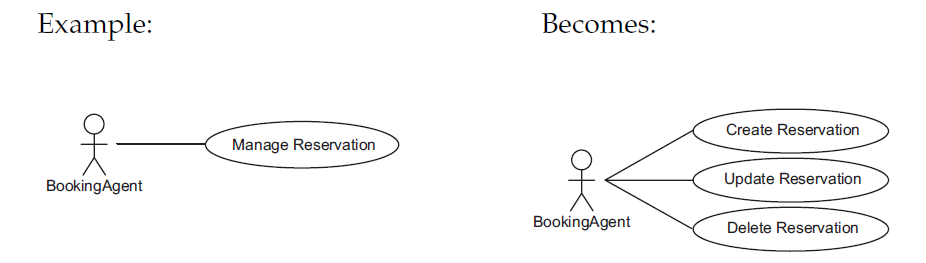 Example:
Becomes:
Manage Reservation
BookingAgent
Create Reservation
Update Reservation
Delete Reservation
BookingAgent